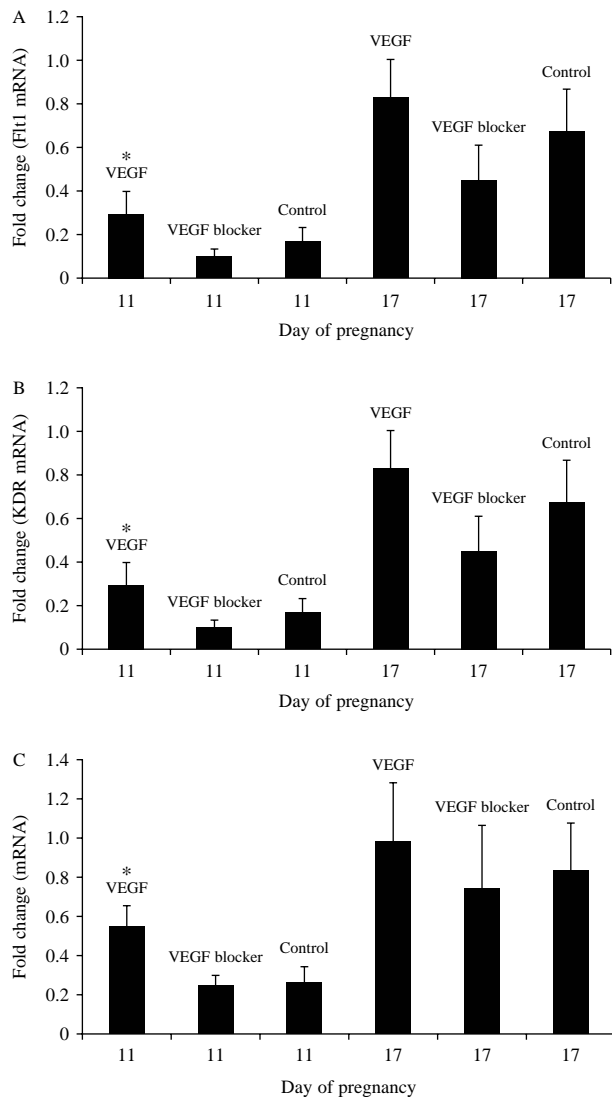 A
Fold change (Flt1 mRNA)
1.2
1.0
0.8
0.6
0.4
0.2
0
*
VEGF
VEGF blocker
Control
VEGF
VEGF blocker
Control
11 11 11 17 17 17
Day of pregnancy
B
Fold change (KDR mRNA)
1.2
1.0
0.8
0.6
0.4
0.2
0
*
VEGF
VEGF blocker
Control
VEGF
VEGF blocker
Control
11 11 11 17 17 17
Day of pregnancy
C
Fold change (mRNA)
1.4
1.2
1.0
0.8
0.6
0.4
0.2
0
*
VEGF
VEGF blocker
Control
VEGF
VEGF blocker
Control
11 11 11 17 17 17
Day of pregnancy